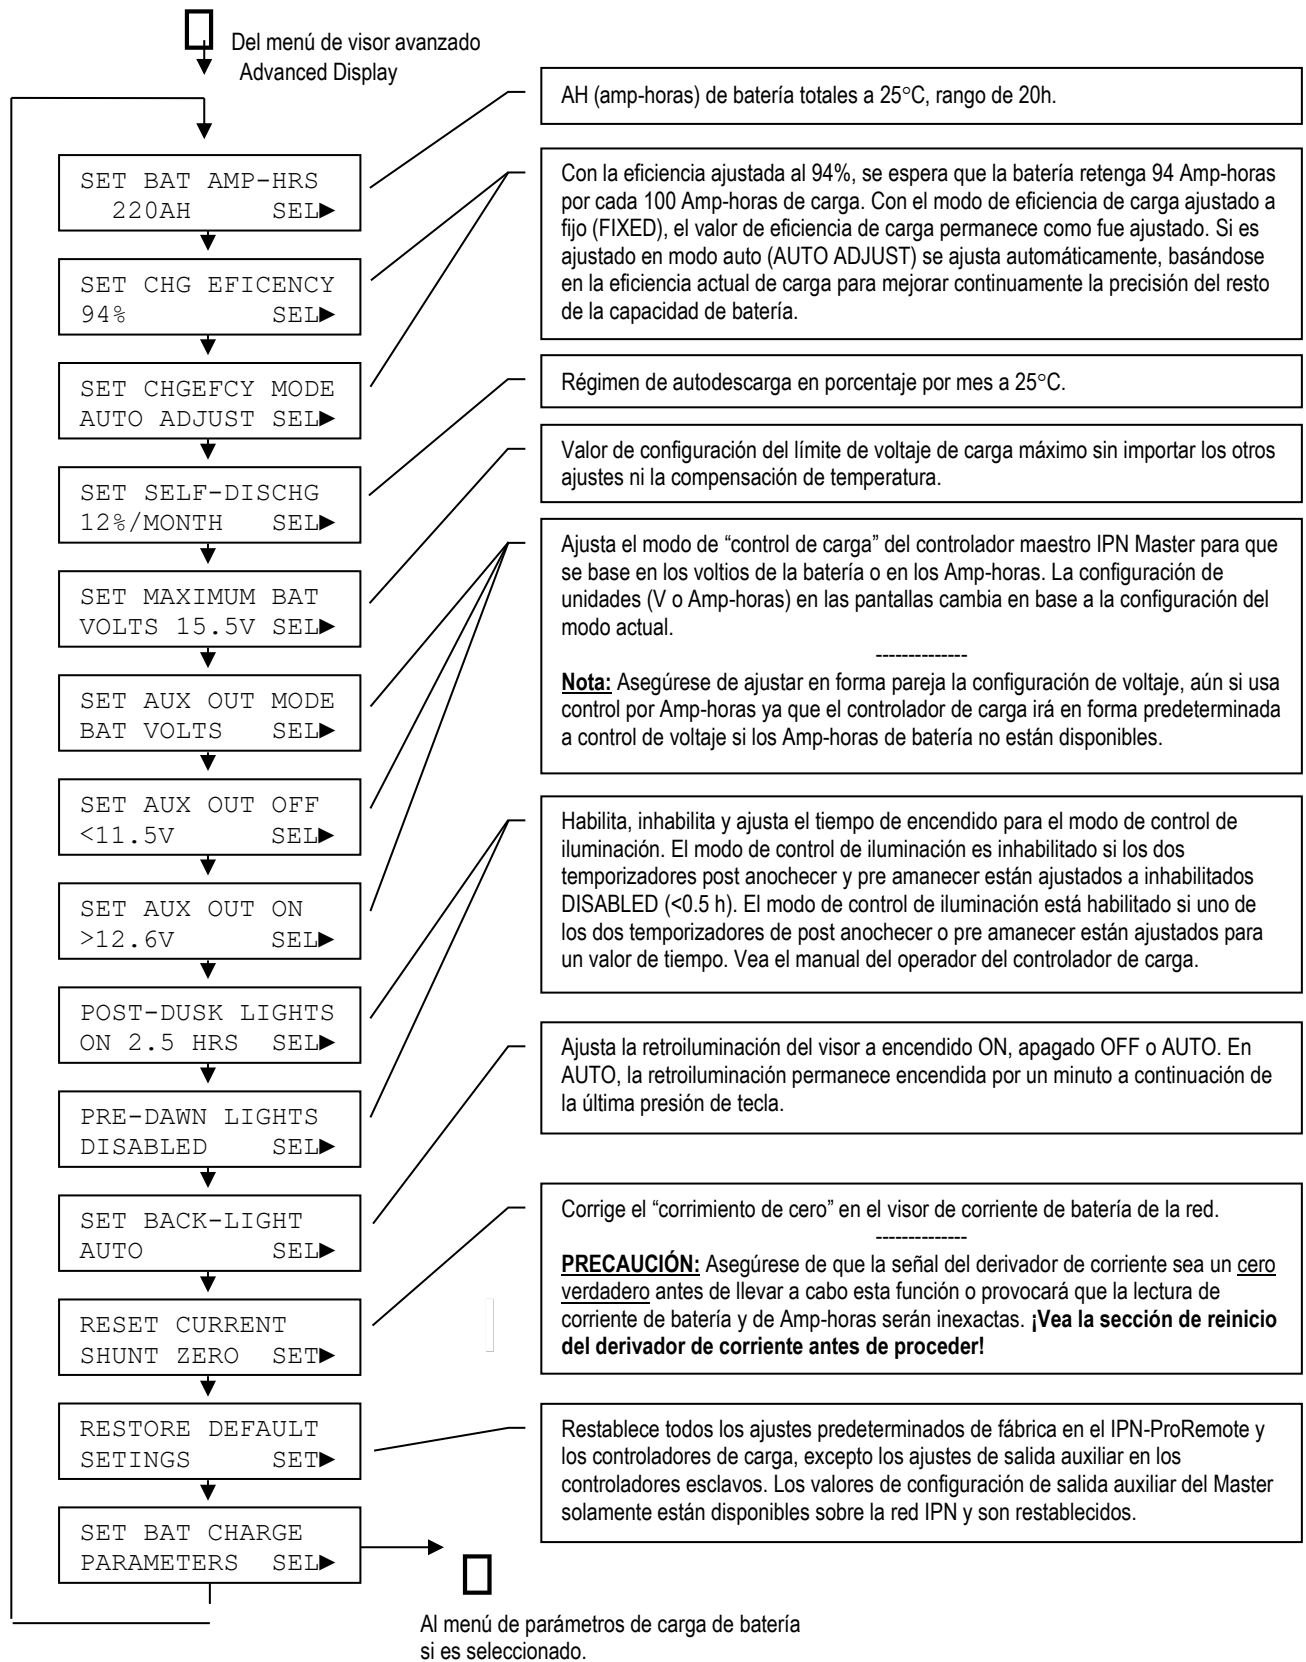 Del menú de visor avanzado
Advanced Display
AH (amp-horas) de batería totales a 25°C, rango de 20h.
SET BAT AMP-HRS
220AH SEL►
Con la eficiencia ajustada al 94%, se espera que la batería retenga 94 Amp-horas
por cada 100 Amp-horas de carga. Con el modo de eficiencia de carga ajustado a
fijo (FIXED), el valor de eficiencia de carga permanece como fue ajustado. Si es
ajustado en modo auto (AUTO ADJUST) se ajusta automáticamente, basándose
en la eficiencia actual de carga para mejorar continuamente la precisión del resto
de la capacidad de batería.
SET CHG EFICENCY
94% SEL►
SET CHGEFCY MODE
AUTO ADJUST SEL►
Régimen de autodescarga en porcentaje por mes a 25°C.
SET SELF-DISCHG
12%/MONTH SEL►
Valor de configuración del límite de voltaje de carga máximo sin importar los otros
ajustes ni la compensación de temperatura.
SET MAXIMUM BAT
VOLTS 15.5V SEL►
Ajusta el modo de “control de carga” del controlador maestro IPN Master para que
se base en los voltios de la batería o en los Amp-horas. La configuración de
unidades (V o Amp-horas) en las pantallas cambia en base a la configuración del
modo actual.
--------------
Nota: Asegúrese de ajustar en forma pareja la configuración de voltaje, aún si usa
control por Amp-horas ya que el controlador de carga irá en forma predeterminada
a control de voltaje si los Amp-horas de batería no están disponibles.
SET AUX OUT MODE
BAT VOLTS SEL►
SET AUX OUT OFF
<11.5V SEL►
SET AUX OUT ON
>12.6V SEL►
Habilita, inhabilita y ajusta el tiempo de encendido para el modo de control de
iluminación. El modo de control de iluminación es inhabilitado si los dos
temporizadores post anochecer y pre amanecer están ajustados a inhabilitados
DISABLED (<0.5 h). El modo de control de iluminación está habilitado si uno de
los dos temporizadores de post anochecer o pre amanecer están ajustados para
un valor de tiempo. Vea el manual del operador del controlador de carga.
POST-DUSK LIGHTS
ON 2.5 HRS SEL►
PRE-DAWN LIGHTS
DISABLED SEL►
Ajusta la retroiluminación del visor a encendido ON, apagado OFF o AUTO. En
AUTO, la retroiluminación permanece encendida por un minuto a continuación de
la última presión de tecla.
SET BACK-LIGHT
AUTO SEL►
Corrige el “corrimiento de cero” en el visor de corriente de batería de la red.
--------------
PRECAUCIÓN: Asegúrese de que la señal del derivador de corriente sea un cero
verdadero antes de llevar a cabo esta función o provocará que la lectura de
corriente de batería y de Amp-horas serán inexactas. ¡Vea la sección de reinicio
del derivador de corriente antes de proceder!
RESET CURRENT
SHUNT ZERO SET►
RESTORE DEFAULT
SETINGS SET►
Restablece todos los ajustes predeterminados de fábrica en el IPN-ProRemote y
los controladores de carga, excepto los ajustes de salida auxiliar en los
controladores esclavos. Los valores de configuración de salida auxiliar del Master
solamente están disponibles sobre la red IPN y son restablecidos.
SET BAT CHARGE
PARAMETERS SEL►
Al menú de parámetros de carga de batería
si es seleccionado.